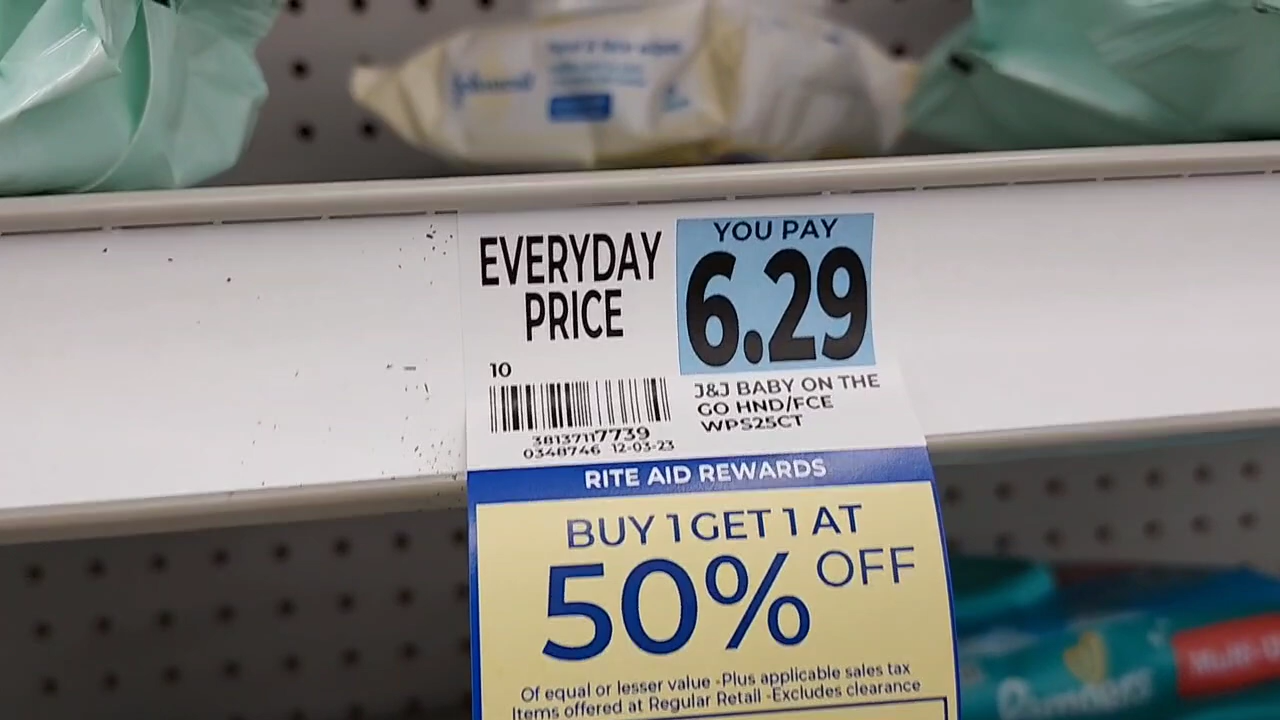 Johnson's
EVERYDAY
PRICE
YOU PAY
6.29
10
38137117739
0348746 12-03-23
J&J BABY ON THE
GO HND/FCE
WPS25CT
RITE AID REWARDS
BUY 1 GET 1 AT
50% OFF
Of equal or lesser value -Plus applicable sales tax
Items offered at Regular Retail -Excludes clearance
Pampers